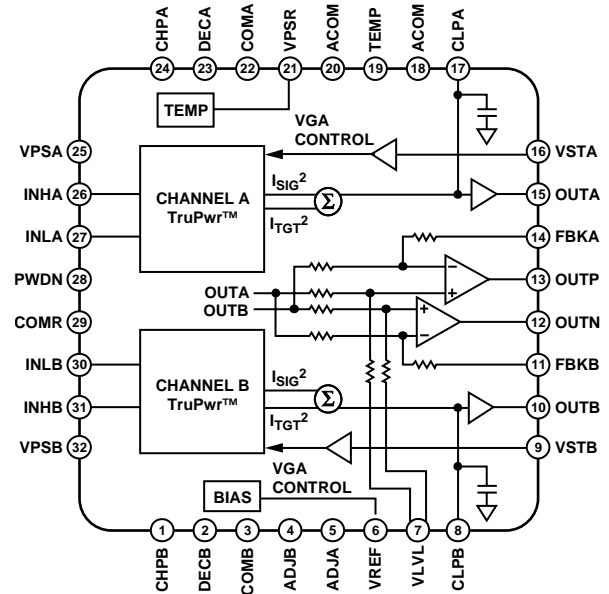 CHPA DECA COMA VPSR ACOM TEMP ACOM CLPA
24 23 22 21 20 19 18 17
TEMP
VGA
CONTROL
VPSA 25
16 VSTA
INHA 26
CHANNEL A
TruPwr™
ISIG²
Σ
ITGT²
15 OUTA
INLA 27
14 FBKA
PWDN 28
−
+
13 OUTP
OUTA
OUTB
COMR 29
+
−
12 OUTN
INLB 30
11 FBKB
CHANNEL B
TruPwr™
ISIG²
Σ
ITGT²
INHB 31
10 OUTB
VPSB 32
9 VSTB
VGA
CONTROL
BIAS
1 2 3 4 5 6 7 8
CHPB DECB COMB ADJB ADJA VREF VLVL CLPB